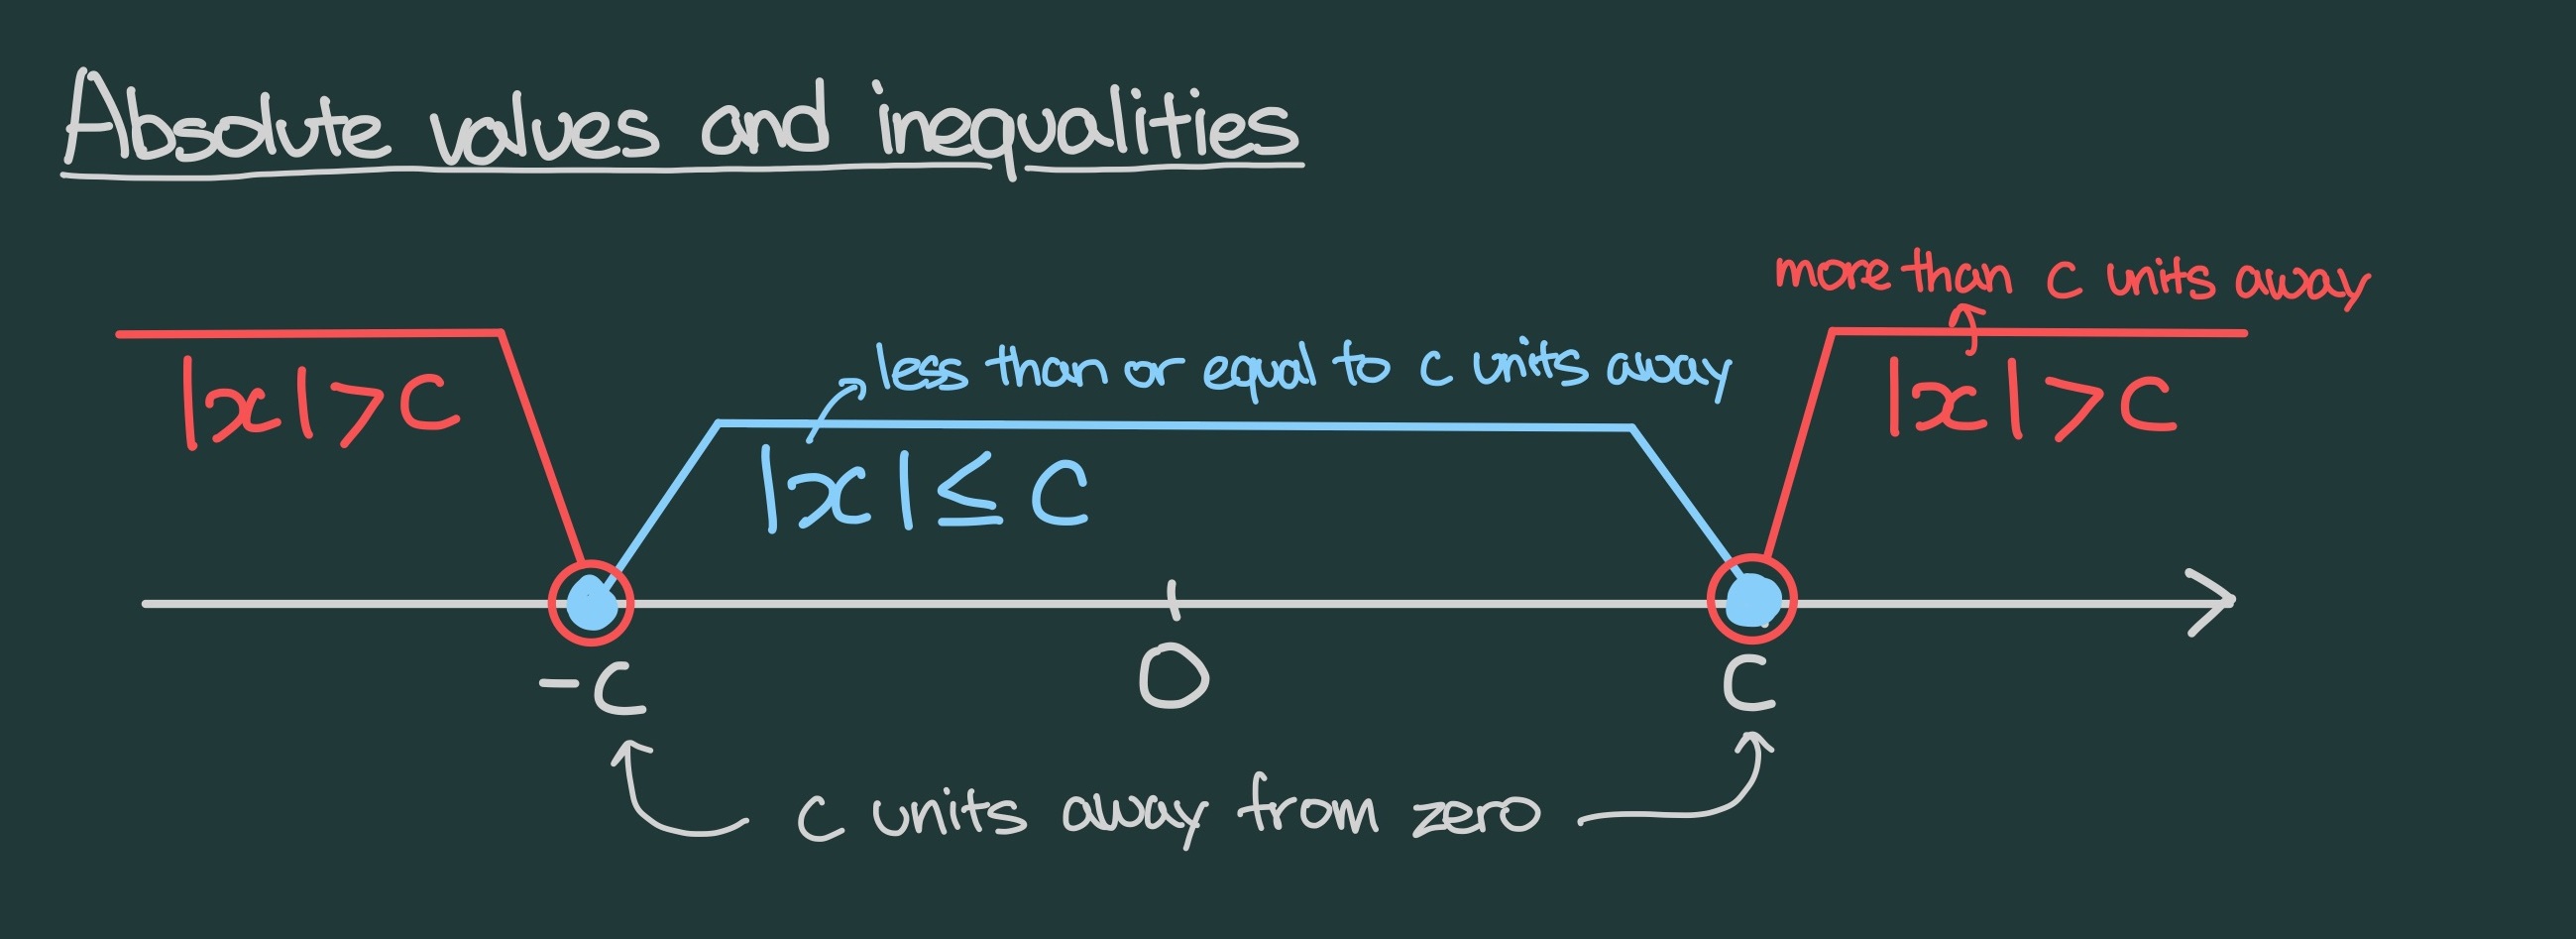 Absolute values and inequalities
more than c units away
less than or equal to c units away
|x| > c
|x| > c
|x| ≤ c
-c
0
c
c units away from zero